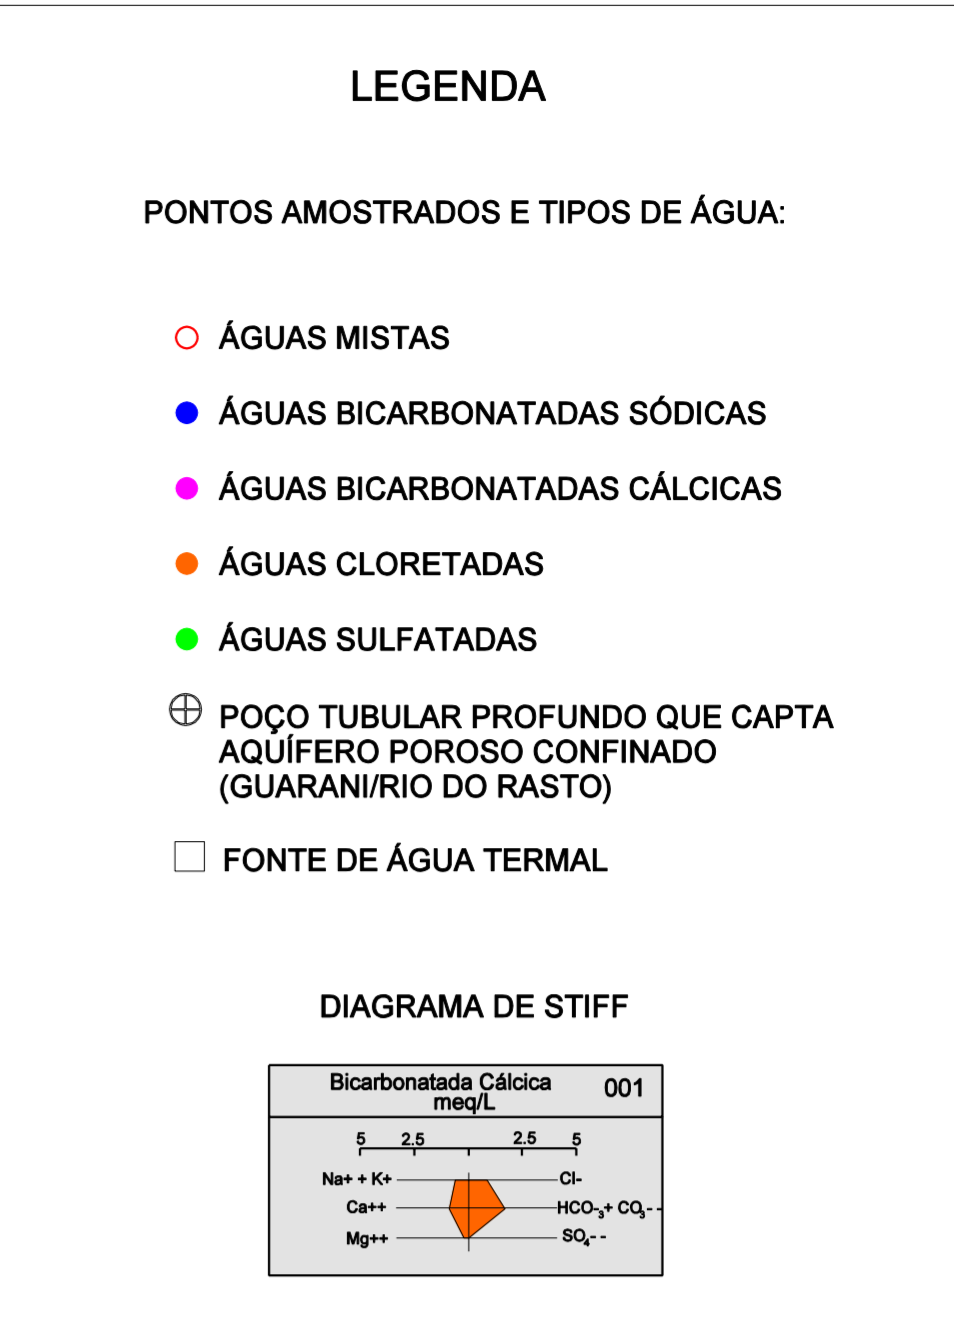 LEGENDA
PONTOS AMOSTRADOS E TIPOS DE ÁGUA:
ÁGUAS MISTAS
ÁGUAS BICARBONATADAS SÓDICAS
ÁGUAS BICARBONATADAS CÁLCICAS
ÁGUAS CLORETADAS
ÁGUAS SULFATADAS
POÇO TUBULAR PROFUNDO QUE CAPTA
AQUÍFERO POROSO CONFINADO
(GUARANI/RIO DO RASTO)
FONTE DE ÁGUA TERMAL
DIAGRAMA DE STIFF
Bicarbonatada Cálcica 001
meq/L
5 2.5 2.5 5
Na+ + K+ Cl-
Ca++ HCO-₃+ CO₃- -
Mg++ SO₄- -